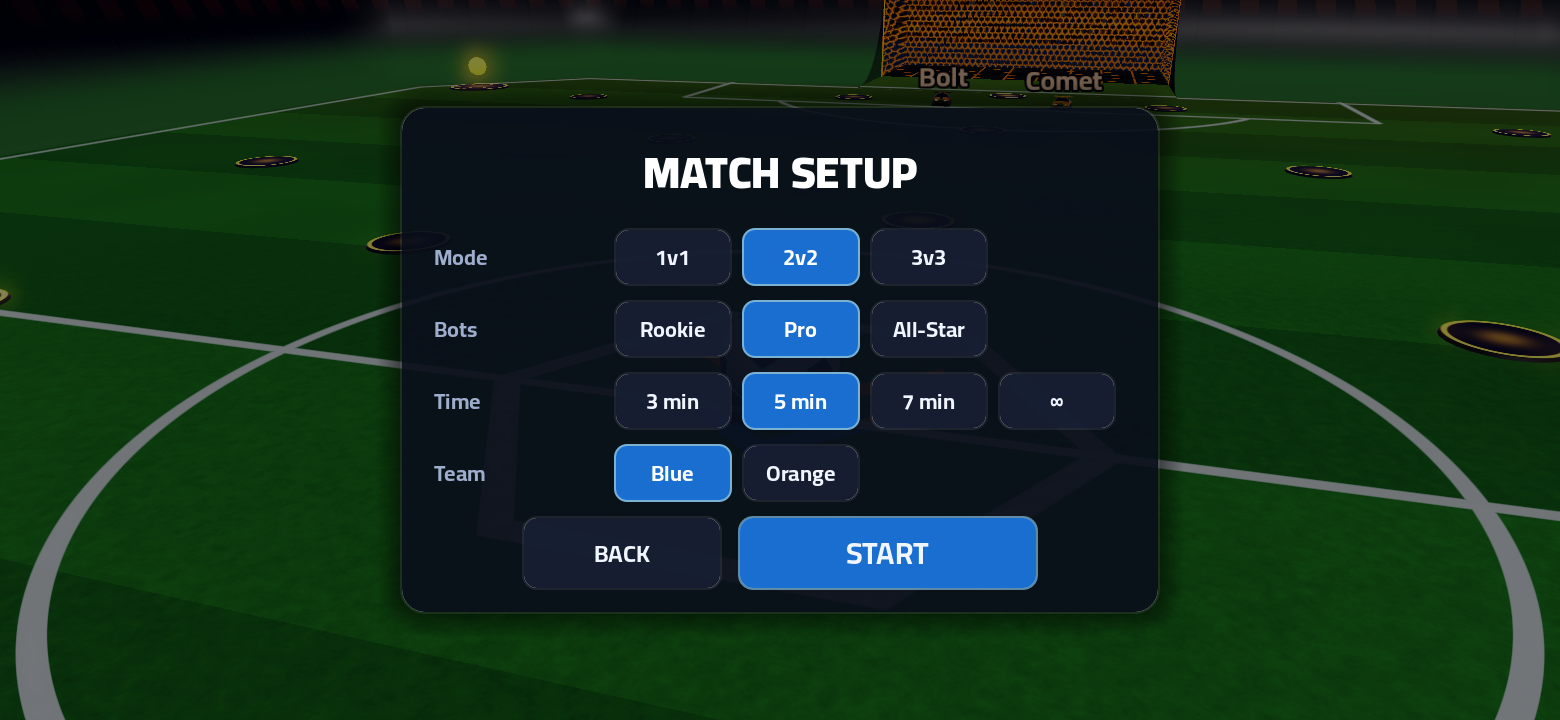 Bolt Comet
MATCH SETUP
Mode 1v1 2v2 3v3
Bots Rookie Pro All-Star
Time 3 min 5 min 7 min ∞
Team Blue Orange
BACK START